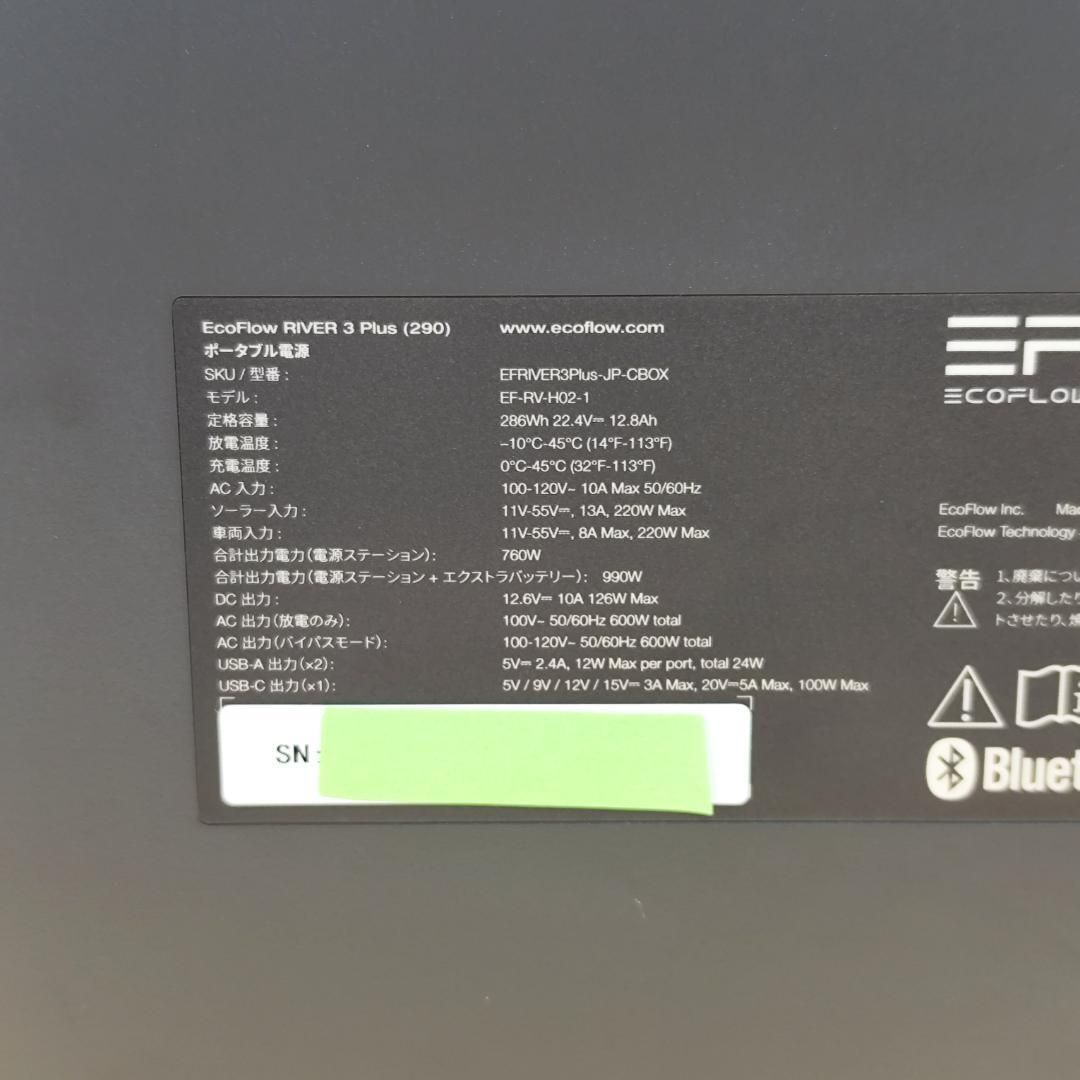 EcoFlow RIVER 3 Plus (290) www.ecoflow.com
ポータブル電源
SKU / 型番 : EFRIVER3Plus-JP-CBOX
モデル : EF-RV-H02-1
定格容量 : 286Wh 22.4V⎓ 12.8Ah
放電温度 : –10°C-45°C (14°F-113°F)
充電温度 : 0°C-45°C (32°F-113°F)
AC 入力 : 100-120V~ 10A Max 50/60Hz
ソーラー入力 : 11V-55V⎓, 13A, 220W Max
車両入力 : 11V-55V⎓, 8A Max, 220W Max
合計出力電力(電源ステーション): 760W
合計出力電力(電源ステーション + エクストラバッテリー): 990W
DC 出力 : 12.6V⎓ 10A 126W Max
AC 出力(放電のみ): 100V~ 50/60Hz 600W total
AC 出力(バイパスモード): 100-120V~ 50/60Hz 600W total
USB-A 出力(×2): 5V⎓ 2.4A, 12W Max per port, total 24W
USB-C 出力(×1): 5V / 9V / 12V / 15V⎓ 3A Max, 20V⎓5A Max, 100W Max
SN :
EF
ECOFLOW
EcoFlow Inc. Mad
EcoFlow Technology
警告 1、廃棄につい
2、分解したり
トさせたり、
Bluet